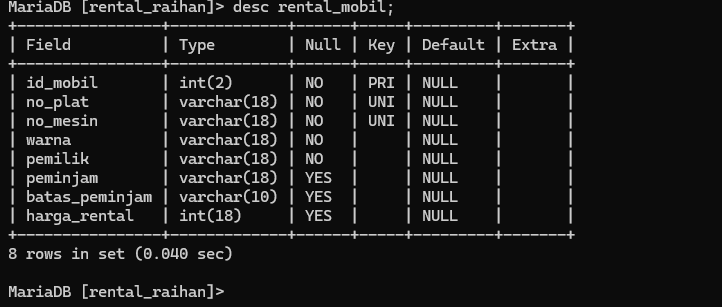 MariaDB [rental_raihan]> desc rental_mobil;
+----------------+-------------+------+-----+---------+-------+
| Field          | Type        | Null | Key | Default | Extra |
+----------------+-------------+------+-----+---------+-------+
| id_mobil       | int(2)      | NO   | PRI | NULL    |       |
| no_plat        | varchar(18) | NO   | UNI | NULL    |       |
| no_mesin       | varchar(18) | NO   | UNI | NULL    |       |
| warna          | varchar(18) | NO   |     | NULL    |       |
| pemilik        | varchar(18) | NO   |     | NULL    |       |
| peminjam       | varchar(18) | YES  |     | NULL    |       |
| batas_peminjam | varchar(10) | YES  |     | NULL    |       |
| harga_rental   | int(18)     | YES  |     | NULL    |       |
+----------------+-------------+------+-----+---------+-------+
8 rows in set (0.040 sec)
MariaDB [rental_raihan]>